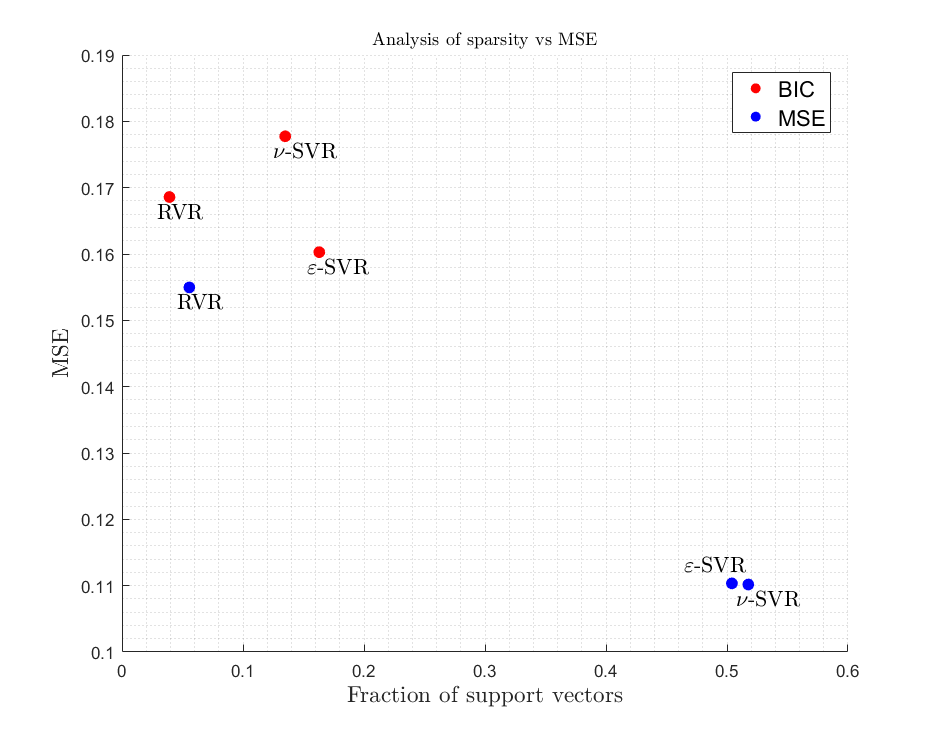 Analysis of sparsity vs MSE
0.19
0.18
0.17
0.16
0.15
0.14
0.13
0.12
0.11
0.1
MSE
BIC
MSE
ν-SVR
RVR
ε-SVR
RVR
ε-SVR
ν-SVR
0 0.1 0.2 0.3 0.4 0.5 0.6
Fraction of support vectors